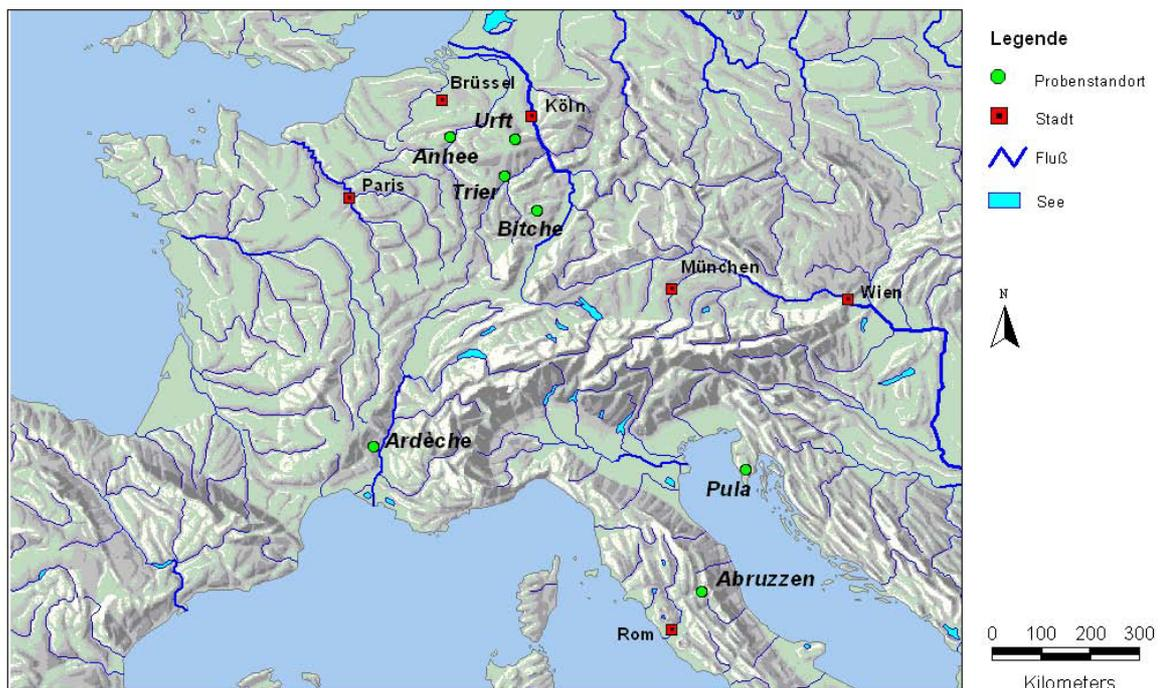 Brüssel
Köln
Urft
Anhee
Trier
Paris
Bitche
München
Wien
Ardèche
Pula
Abruzzen
Rom
Legende
Probenstandort
Stadt
Fluß
See
N
0 100 200 300
Kilometers